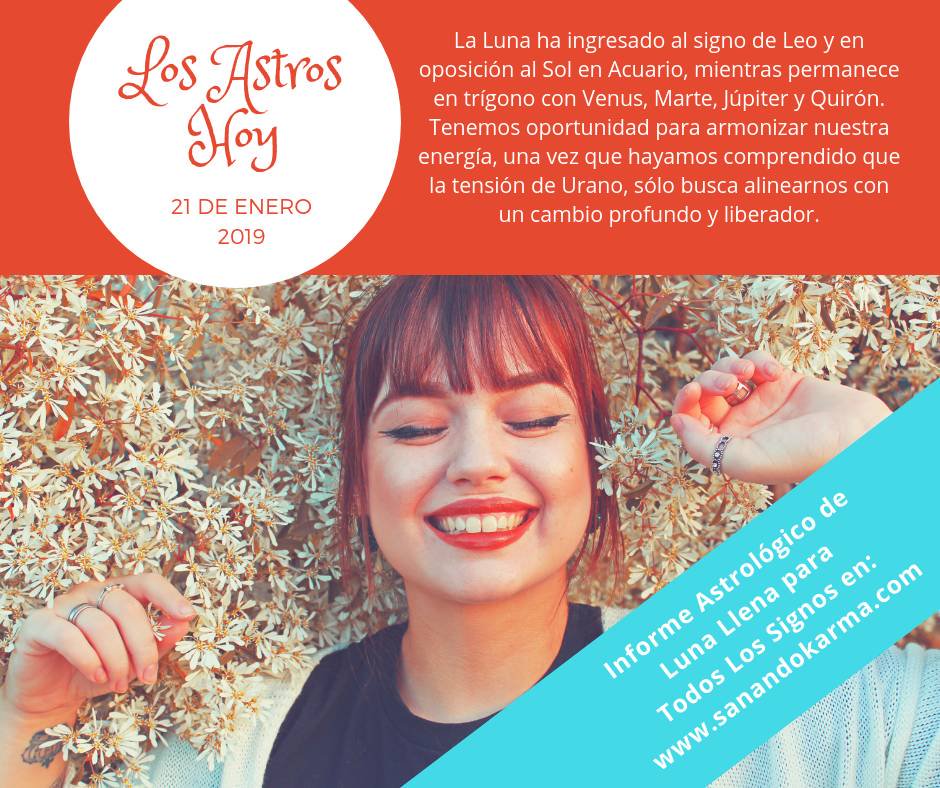 Los Astros
Hoy
21 DE ENERO
2019
La Luna ha ingresado al signo de Leo y en
oposición al Sol en Acuario, mientras permanece
en trígono con Venus, Marte, Júpiter y Quirón.
Tenemos oportunidad para armonizar nuestra
energía, una vez que hayamos comprendido que
la tensión de Urano, sólo busca alinearnos con
un cambio profundo y liberador.
Informe Astrológico de
Luna Llena para
Todos Los Signos en:
www.sanandokarma.com